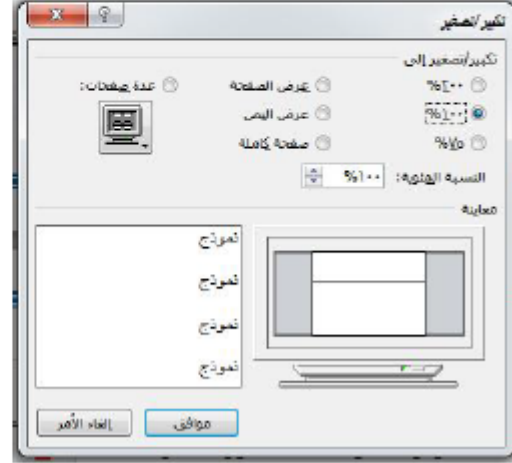 تكبير/تصغير
تكبير/تصغير إلى
٢٠٠% عرض الصفحة عدة صفحات:
١٠٠% عرض النص
٧٥% صفحة كاملة
النسبة المئوية: ١٠٠%
معاينة
نموذج
نموذج
نموذج
نموذج
موافق إلغاء الأمر